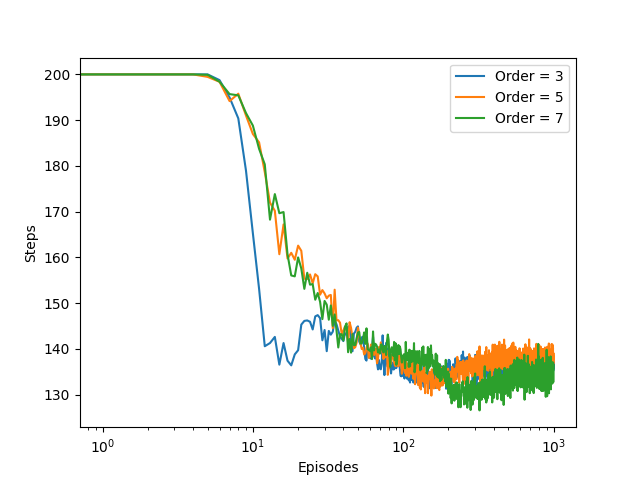 Order = 3
Order = 5
Order = 7
200
190
180
170
160
150
140
130
Steps
10^0
10^1
10^2
10^3
Episodes